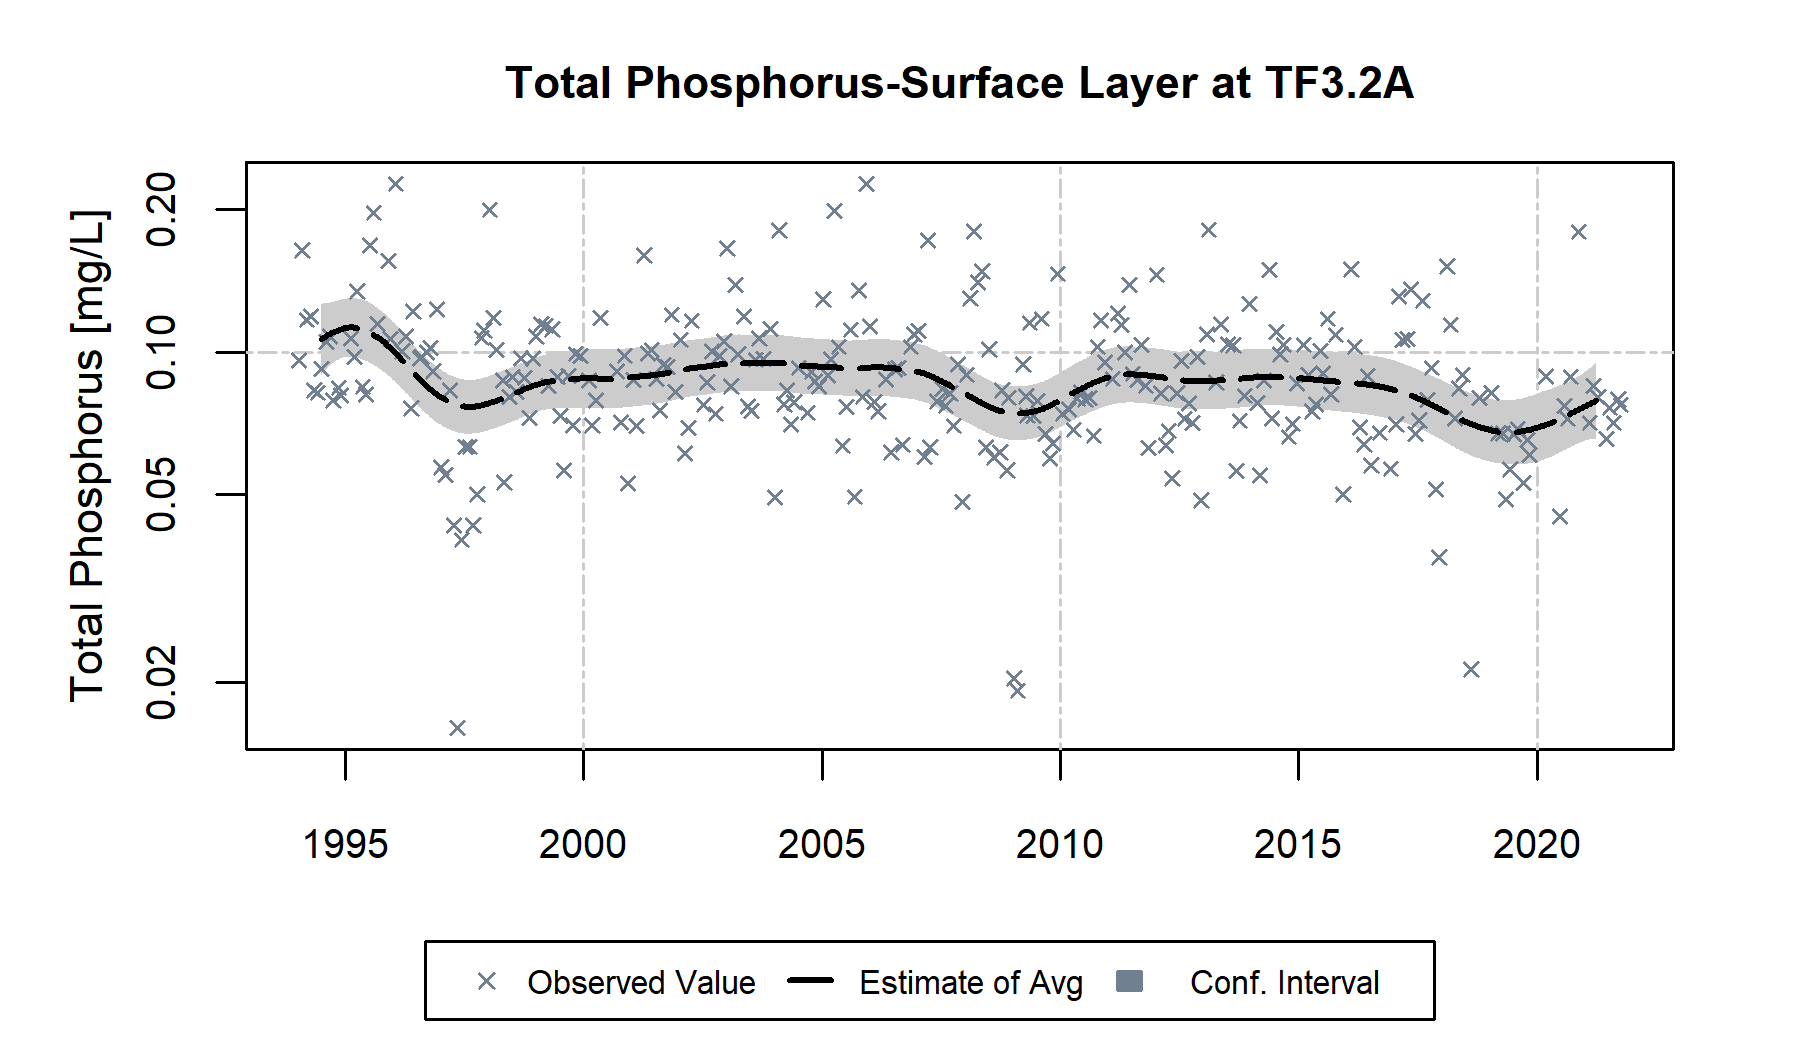 Total Phosphorus-Surface Layer at TF3.2A
Total Phosphorus [mg/L]
0.20
0.10
0.05
0.02
1995 2000 2005 2010 2015 2020
Observed Value Estimate of Avg Conf. Interval